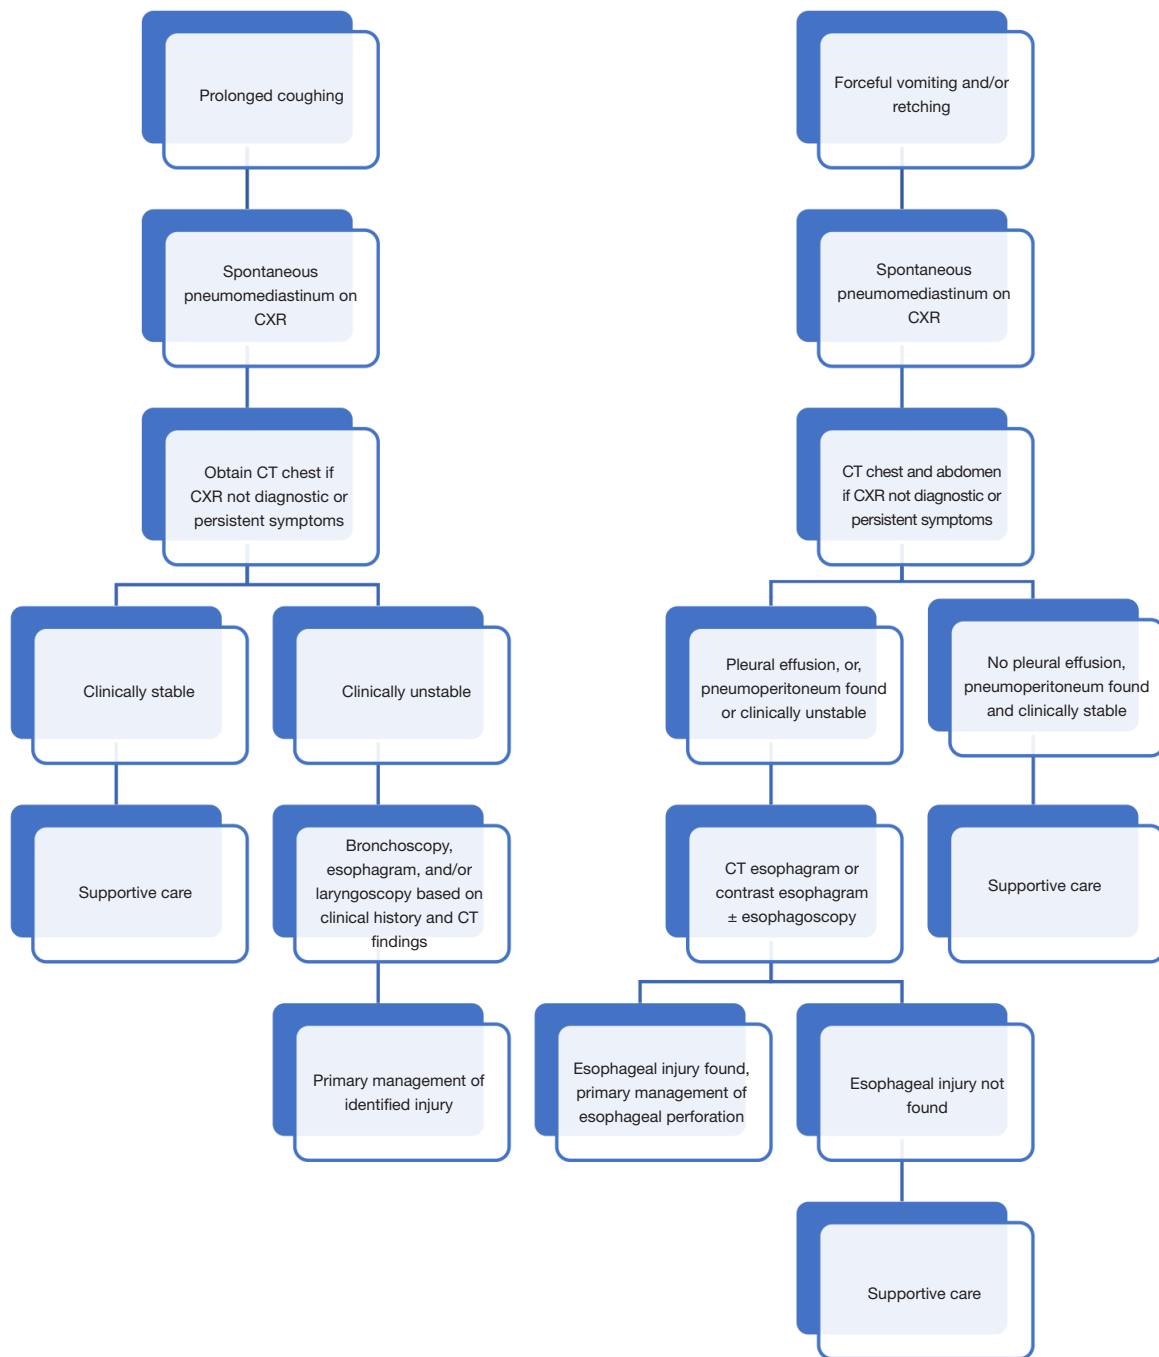 Prolonged coughing
Spontaneous
pneumomediastinum on
CXR
Obtain CT chest if
CXR not diagnostic or
persistent symptoms
Clinically stable
Supportive care
Clinically unstable
Bronchoscopy,
esophagram, and/or
laryngoscopy based on
clinical history and CT
findings
Primary management of
identified injury
Forceful vomiting and/or
retching
Spontaneous
pneumomediastinum on
CXR
CT chest and abdomen
if CXR not diagnostic or
persistent symptoms
Pleural effusion, or,
pneumoperitoneum found
or clinically unstable
CT esophagram or
contrast esophagram
± esophagoscopy
Esophageal injury found,
primary management of
esophageal perforation
Esophageal injury not
found
Supportive care
No pleural effusion,
pneumoperitoneum found
and clinically stable
Supportive care